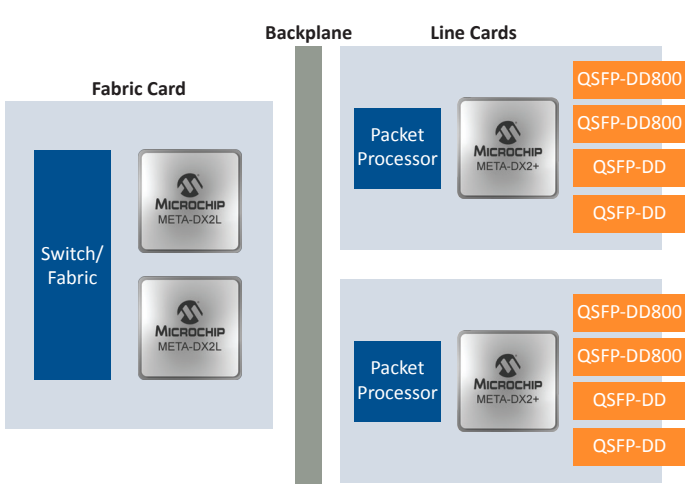 Backplane
Line Cards
Fabric Card
Switch/
Fabric
MICROCHIP
META-DX2L
MICROCHIP
META-DX2L
Packet
Processor
MICROCHIP
META-DX2+
QSFP-DD800
QSFP-DD800
QSFP-DD
QSFP-DD
Packet
Processor
MICROCHIP
META-DX2+
QSFP-DD800
QSFP-DD800
QSFP-DD
QSFP-DD